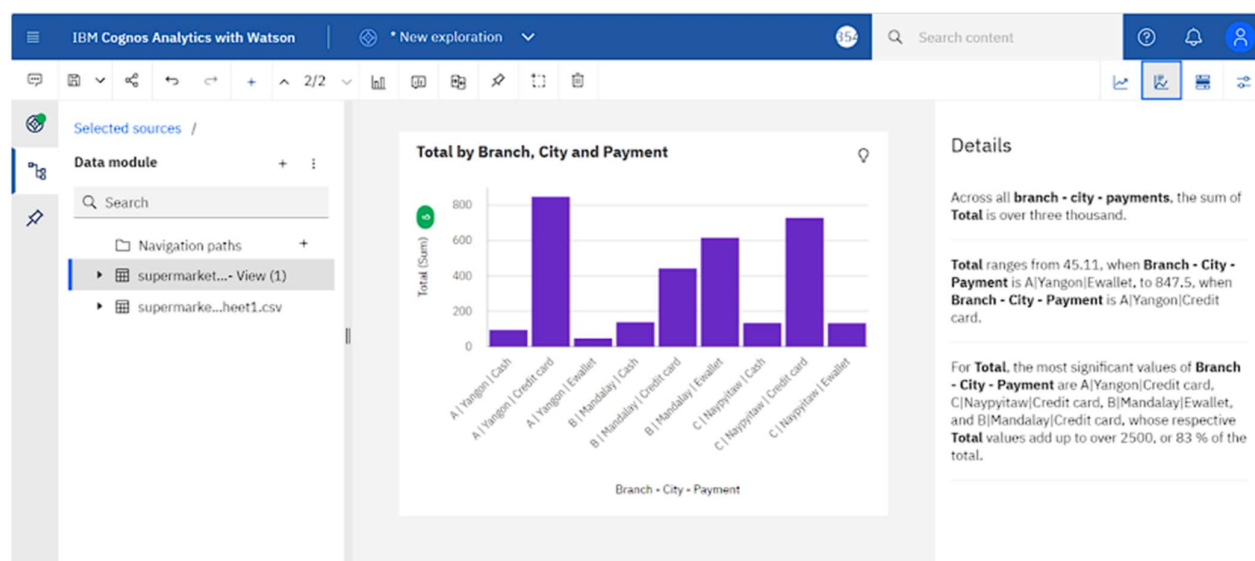 IBM Cognos Analytics with Watson
* New exploration
Search content
2/2
Selected sources /
Data module
Search
Navigation paths
supermarket...- View (1)
supermarke...heet1.csv
Total by Branch, City and Payment
Total (Sum)
800
600
400
200
0
A | Yangon | Cash
A | Yangon | Credit card
A | Yangon | Ewallet
B | Mandalay | Cash
B | Mandalay | Credit card
B | Mandalay | Ewallet
C | Naypyitaw | Cash
C | Naypyitaw | Credit card
C | Naypyitaw | Ewallet
Branch - City - Payment
Details
Across all branch - city - payments, the sum of
Total is over three thousand.
Total ranges from 45.11, when Branch - City -
Payment is A|Yangon|Ewallet, to 847.5, when
Branch - City - Payment is A|Yangon|Credit
card.
For Total, the most significant values of Branch
- City - Payment are A|Yangon|Credit card,
C|Naypyitaw|Credit card, B|Mandalay|Ewallet,
and B|Mandalay|Credit card, whose respective
Total values add up to over 2500, or 83 % of the
total.